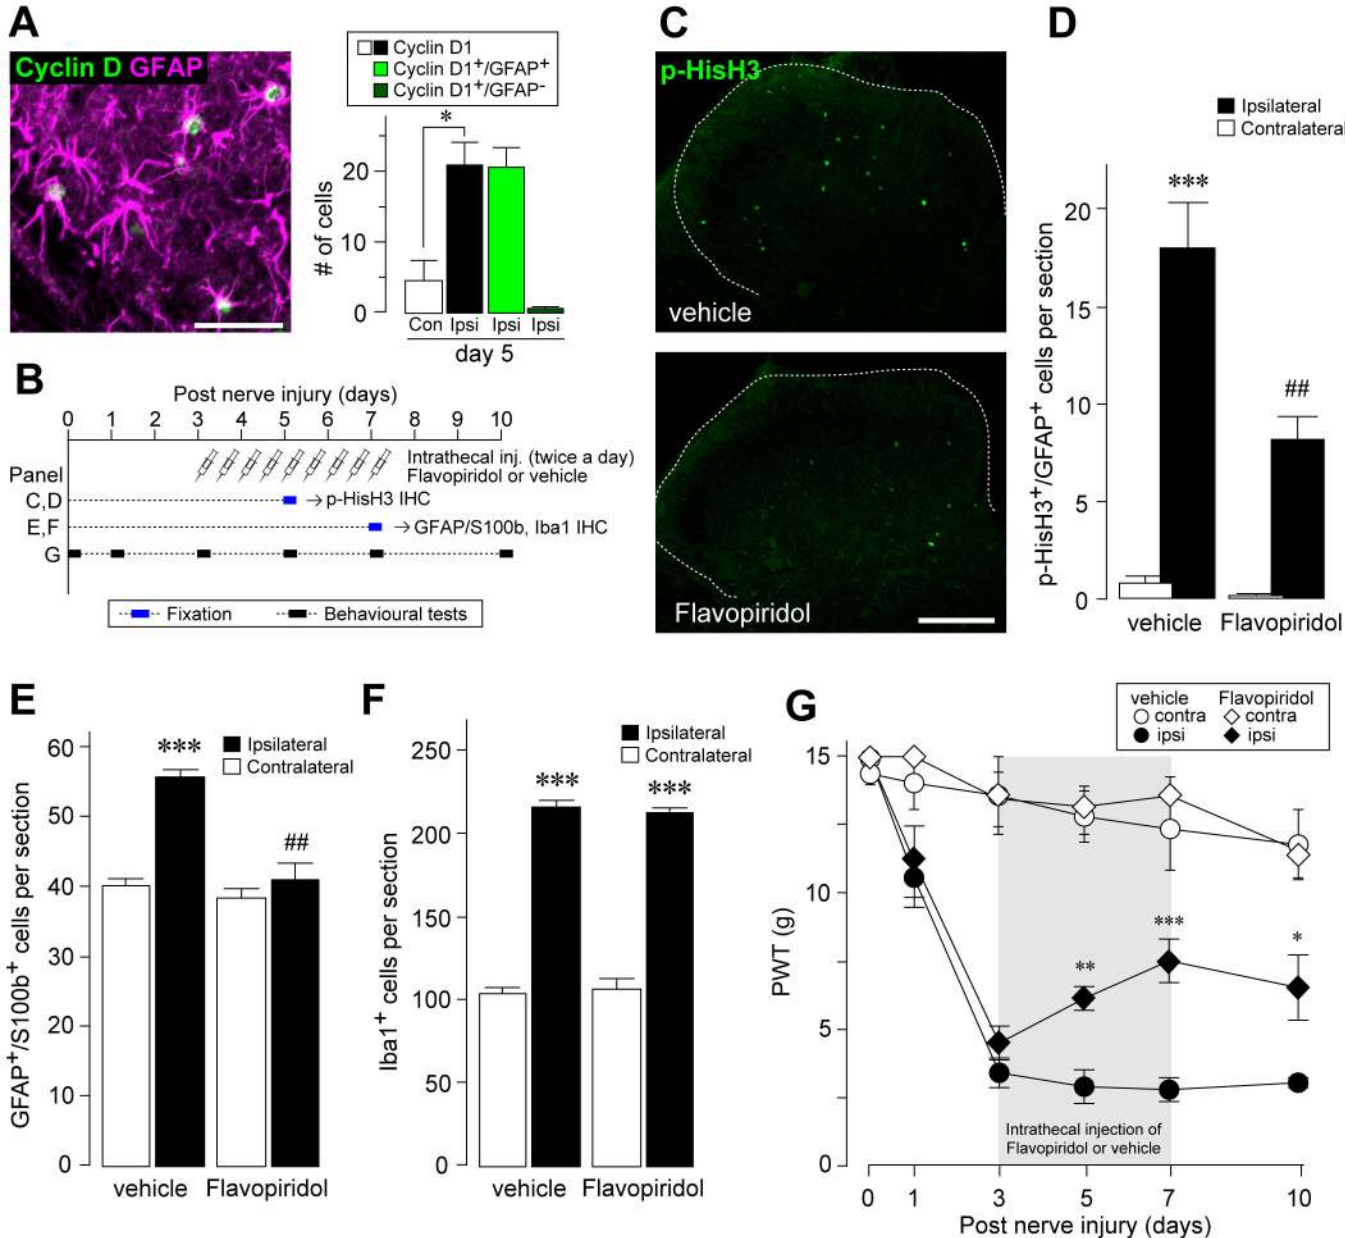 A
Cyclin D GFAP
Cyclin D1
Cyclin D1+/GFAP+
Cyclin D1+/GFAP-
*
# of cells
20
10
0
Con Ipsi Ipsi Ipsi
day 5
B
Post nerve injury (days)
0 1 2 3 4 5 6 7 8 9 10
Intrathecal inj. (twice a day)
Flavopiridol or vehicle
Panel
C,D
p-HisH3 IHC
E,F
GFAP/S100b, Iba1 IHC
G
Fixation
Behavioural tests
C
p-HisH3
vehicle
Flavopiridol
D
Ipsilateral
Contralateral
p-HisH3+/GFAP+ cells per section
20
15
10
5
0
***
##
vehicle Flavopiridol
E
Ipsilateral
Contralateral
GFAP+/S100b+ cells per section
60
50
40
30
20
10
0
***
##
vehicle Flavopiridol
F
Ipsilateral
Contralateral
Iba1+ cells per section
250
200
150
100
50
0
***
***
vehicle Flavopiridol
G
vehicle Flavopiridol
contra contra
ipsi ipsi
PWT (g)
15
10
5
0
**
***
*
Intrathecal injection of
Flavopiridol or vehicle
0 1 3 5 7 10
Post nerve injury (days)